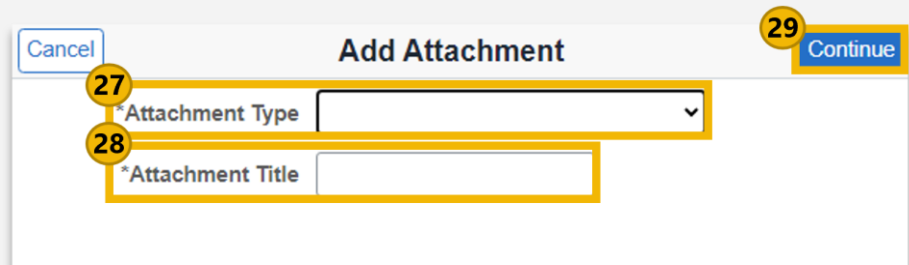 29
Cancel Add Attachment Continue
27
*Attachment Type
28
*Attachment Title